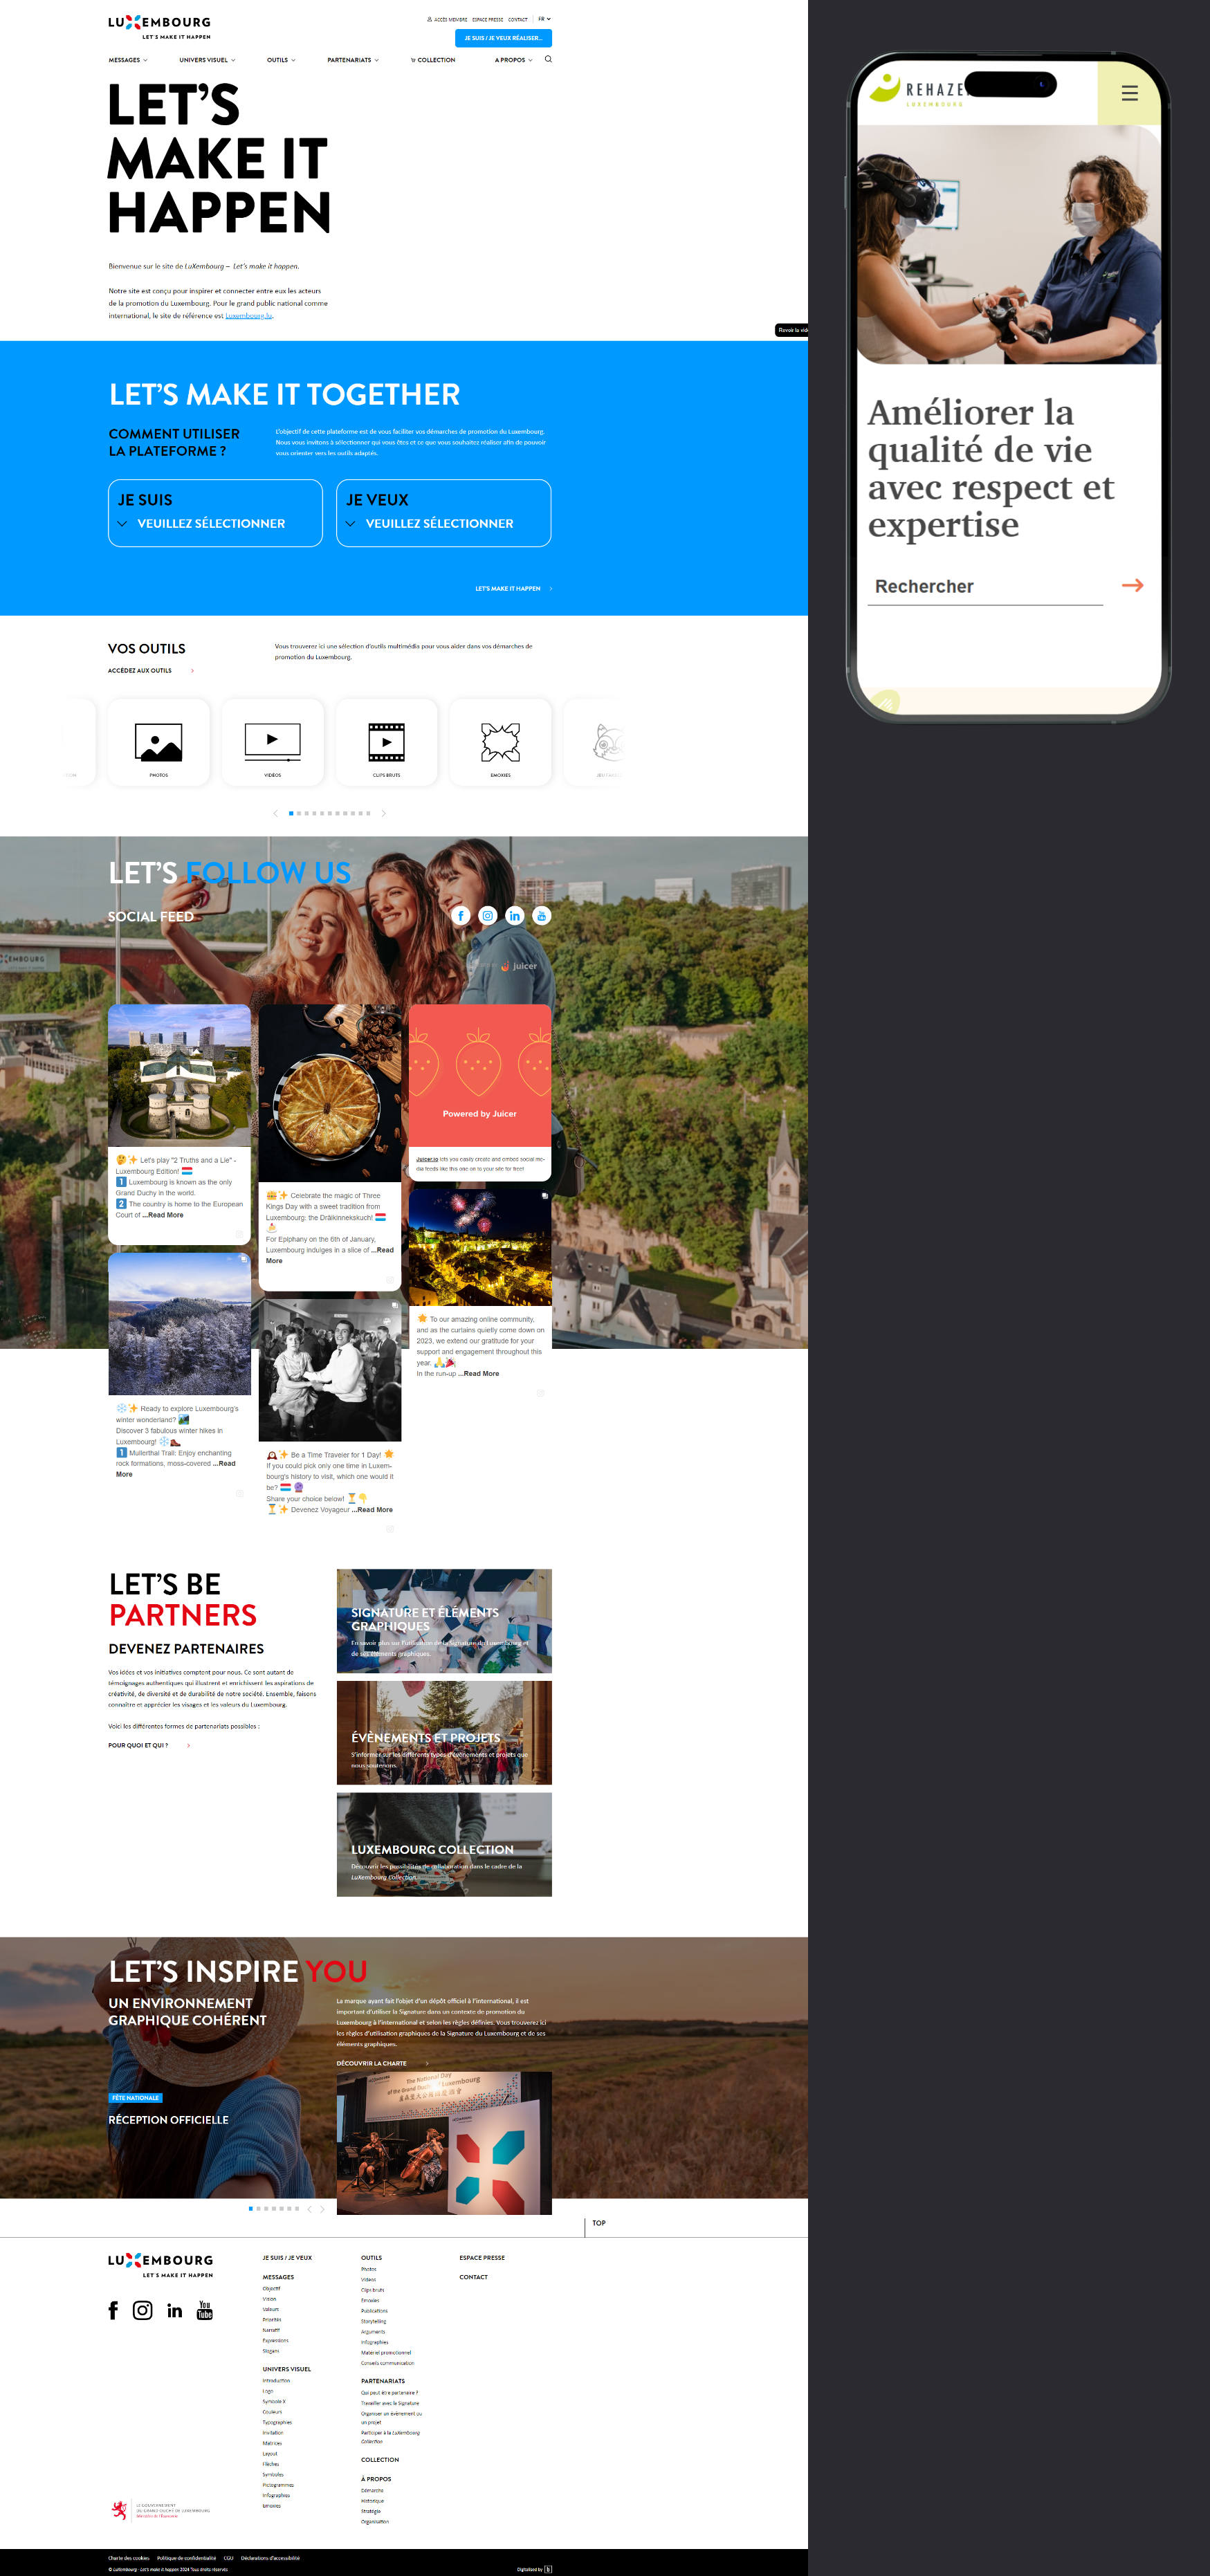 LUXEMBOURG
LET'S MAKE IT HAPPEN
ACCÈS MEMBRE ESPACE PRESSE CONTACT FR
JE SUIS / JE VEUX RÉALISER...
MESSAGES UNIVERS VISUEL OUTILS PARTENARIATS COLLECTION A PROPOS
LET'S
MAKE IT
HAPPEN
Bienvenue sur le site de LuXembourg – Let's make it happen.
Notre site est conçu pour inspirer et connecter entre eux les acteurs
de la promotion du Luxembourg. Pour le grand public national comme
international, le site de référence est Luxembourg.lu.
Revoir la vidé
LET'S MAKE IT TOGETHER
COMMENT UTILISER
LA PLATEFORME ?
L'objectif de cette plateforme est de vous faciliter vos démarches de promotion du Luxembourg.
Nous vous invitons à sélectionner qui vous êtes et ce que vous souhaitez réaliser afin de pouvoir
vous orienter vers les outils adaptés.
JE SUIS
VEUILLEZ SÉLECTIONNER
JE VEUX
VEUILLEZ SÉLECTIONNER
LET'S MAKE IT HAPPEN
VOS OUTILS
ACCÉDEZ AUX OUTILS
Vous trouverez ici une sélection d'outils multimédia pour vous aider dans vos démarches de
promotion du Luxembourg.
PHOTOS
VIDÉOS
CLIPS BRUTS
EMOXIES
LET'S FOLLOW US
SOCIAL FEED
juicer
XEMBOURG
🤔✨ Let's play "2 Truths and a Lie" -
Luxembourg Edition! 🇱🇺
1️⃣ Luxembourg is known as the only
Grand Duchy in the world.
2️⃣ The country is home to the European
Court of ...Read More
👑✨ Celebrate the magic of Three
Kings Day with a sweet tradition from
Luxembourg: the Dräikinnekskuch! 🇱🇺
🍰
For Epiphany on the 6th of January,
Luxembourg indulges in a slice of ...Read
More
Powered by Juicer
Juicer.io lets you easily create and embed social me-
dia feeds like this one on to your site for free!
🌟 To our amazing online community,
and as the curtains quietly come down on
2023, we extend our gratitude for your
support and engagement throughout this
year. 🙏🎉
In the run-up ...Read More
❄️✨ Ready to explore Luxembourg's
winter wonderland? 🏞️
Discover 3 fabulous winter hikes in
Luxembourg! ❄️🥾
1️⃣ Mullerthal Trail: Enjoy enchanting
rock formations, moss-covered ...Read
More
🕰️✨ Be a Time Traveler for 1 Day! 🌟
If you could pick only one time in Luxem-
bourg's history to visit, which one would it
be? 🇱🇺 🔮
Share your choice below! ⏳👇
⏳✨ Devenez Voyageur ...Read More
LET'S BE
PARTNERS
DEVENEZ PARTENAIRES
Vos idées et vos initiatives comptent pour nous. Ce sont autant de
témoignages authentiques qui illustrent et enrichissent les aspirations de
créativité, de diversité et de durabilité de notre société. Ensemble, faisons
connaître et apprécier les visages et les valeurs du Luxembourg.
Voici les différentes formes de partenariats possibles :
POUR QUOI ET QUI ?
SIGNATURE ET ÉLÉMENTS
GRAPHIQUES
En savoir plus sur l'utilisation de la Signature du Luxembourg et
de ses éléments graphiques.
ÉVÈNEMENTS ET PROJETS
S'informer sur les différents types d'évènements et projets que
nous soutenons.
LUXEMBOURG COLLECTION
Découvrir les possibilités de collaboration dans le cadre de la
LuXembourg Collection.
LET'S INSPIRE YOU
UN ENVIRONNEMENT
GRAPHIQUE COHÉRENT
La marque ayant fait l'objet d'un dépôt officiel à l'international, il est
important d'utiliser la Signature dans un contexte de promotion du
Luxembourg à l'international et selon les règles définies. Vous trouverez ici
les règles d'utilisation graphiques de la Signature du Luxembourg et de ses
éléments graphiques.
DÉCOUVRIR LA CHARTE
FÊTE NATIONALE
RÉCEPTION OFFICIELLE
The National Day
TOP
LUXEMBOURG
LET'S MAKE IT HAPPEN
You
Tube
JE SUIS / JE VEUX
MESSAGES
Objectif
Vision
Valeurs
Priorités
Narratif
Expressions
Slogans
UNIVERS VISUEL
Introduction
Logo
Symbole X
Couleurs
Typographies
Invitation
Matrices
Layout
Flèches
Symboles
Pictogrammes
Infographies
Emoxies
OUTILS
Photos
Vidéos
Clips bruts
Emoxies
Publications
Storytelling
Arguments
Infographies
Matériel promotionnel
Conseils communication
PARTENARIATS
Qui peut être partenaire ?
Travailler avec la Signature
Organiser un évènement ou
un projet
Participer à la LuXembourg
Collection
COLLECTION
À PROPOS
Démarche
Historique
Stratégie
Organisation
ESPACE PRESSE
CONTACT
LE GOUVERNEMENT
DU GRAND-DUCHÉ DE LUXEMBOURG
Ministère de l'Économie
Charte des cookies Politique de confidentialité CGU Déclarations d'accessibilité
© LuXembourg - Let's make it happen 2024 Tous droits réservés
Digitalised by
REHAZE
LUXEMBOURG
Améliorer la
qualité de vie
avec respect et
expertise
Rechercher